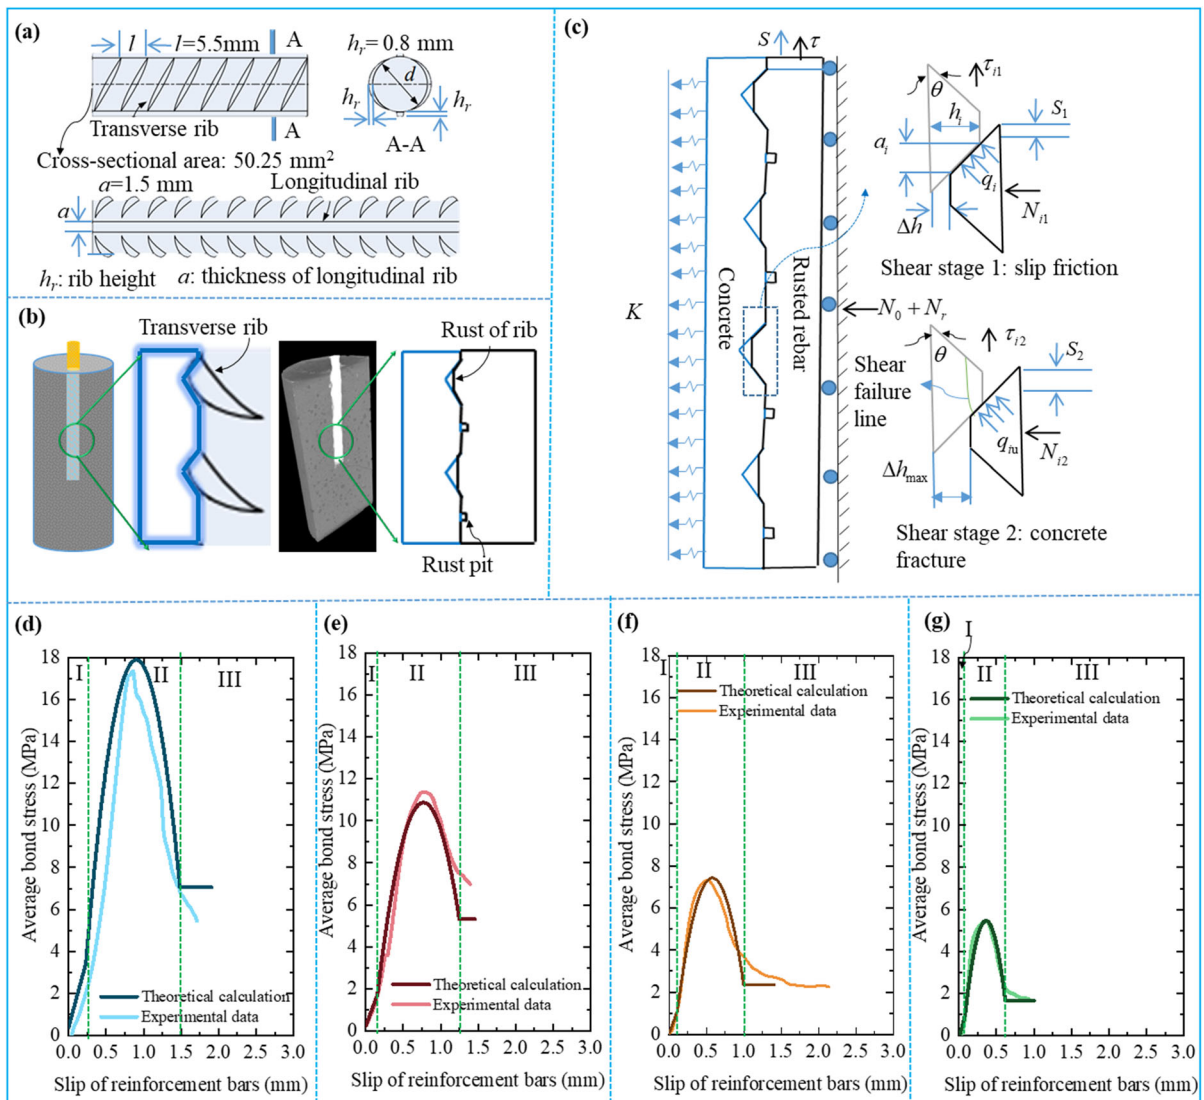 (a)
l
l=5.5mm
A
hr= 0.8 mm
d
hr
hr
Transverse rib
A
A-A
Cross-sectional area: 50.25 mm²
a=1.5 mm
Longitudinal rib
a
hr: rib height
a: thickness of longitudinal rib
(b)
Transverse rib
Rust of rib
Rust pit
(c)
S
τ
K
Concrete
Rusted rebar
N0 + Nr
θ
τi1
hi
S1
ai
qi
Ni1
Δh
Shear stage 1: slip friction
θ
τi2
S2
Shear
failure
line
qiu
Ni2
Δhmax
Shear stage 2: concrete
fracture
(d)
I
II
III
18
16
14
12
10
8
6
4
2
0
Average bond stress (MPa)
Theoretical calculation
Experimental data
0.0 0.5 1.0 1.5 2.0 2.5 3.0
Slip of reinforcement bars (mm)
(e)
I
II
III
18
16
14
12
10
8
6
4
2
0
Average bond stress (MPa)
Theoretical calculation
Experimental data
0.0 0.5 1.0 1.5 2.0 2.5 3.0
Slip of reinforcement bars (mm)
(f)
I
II
III
18
16
14
12
10
8
6
4
2
0
Average bond stress (MPa)
Theoretical calculation
Experimental data
0.0 0.5 1.0 1.5 2.0 2.5 3.0
Slip of reinforcement bars (mm)
(g)
I
II
III
18
16
14
12
10
8
6
4
2
0
Average bond stress (MPa)
Theoretical calculation
Experimental data
0.0 0.5 1.0 1.5 2.0 2.5 3.0
Slip of reinforcement bars (mm)